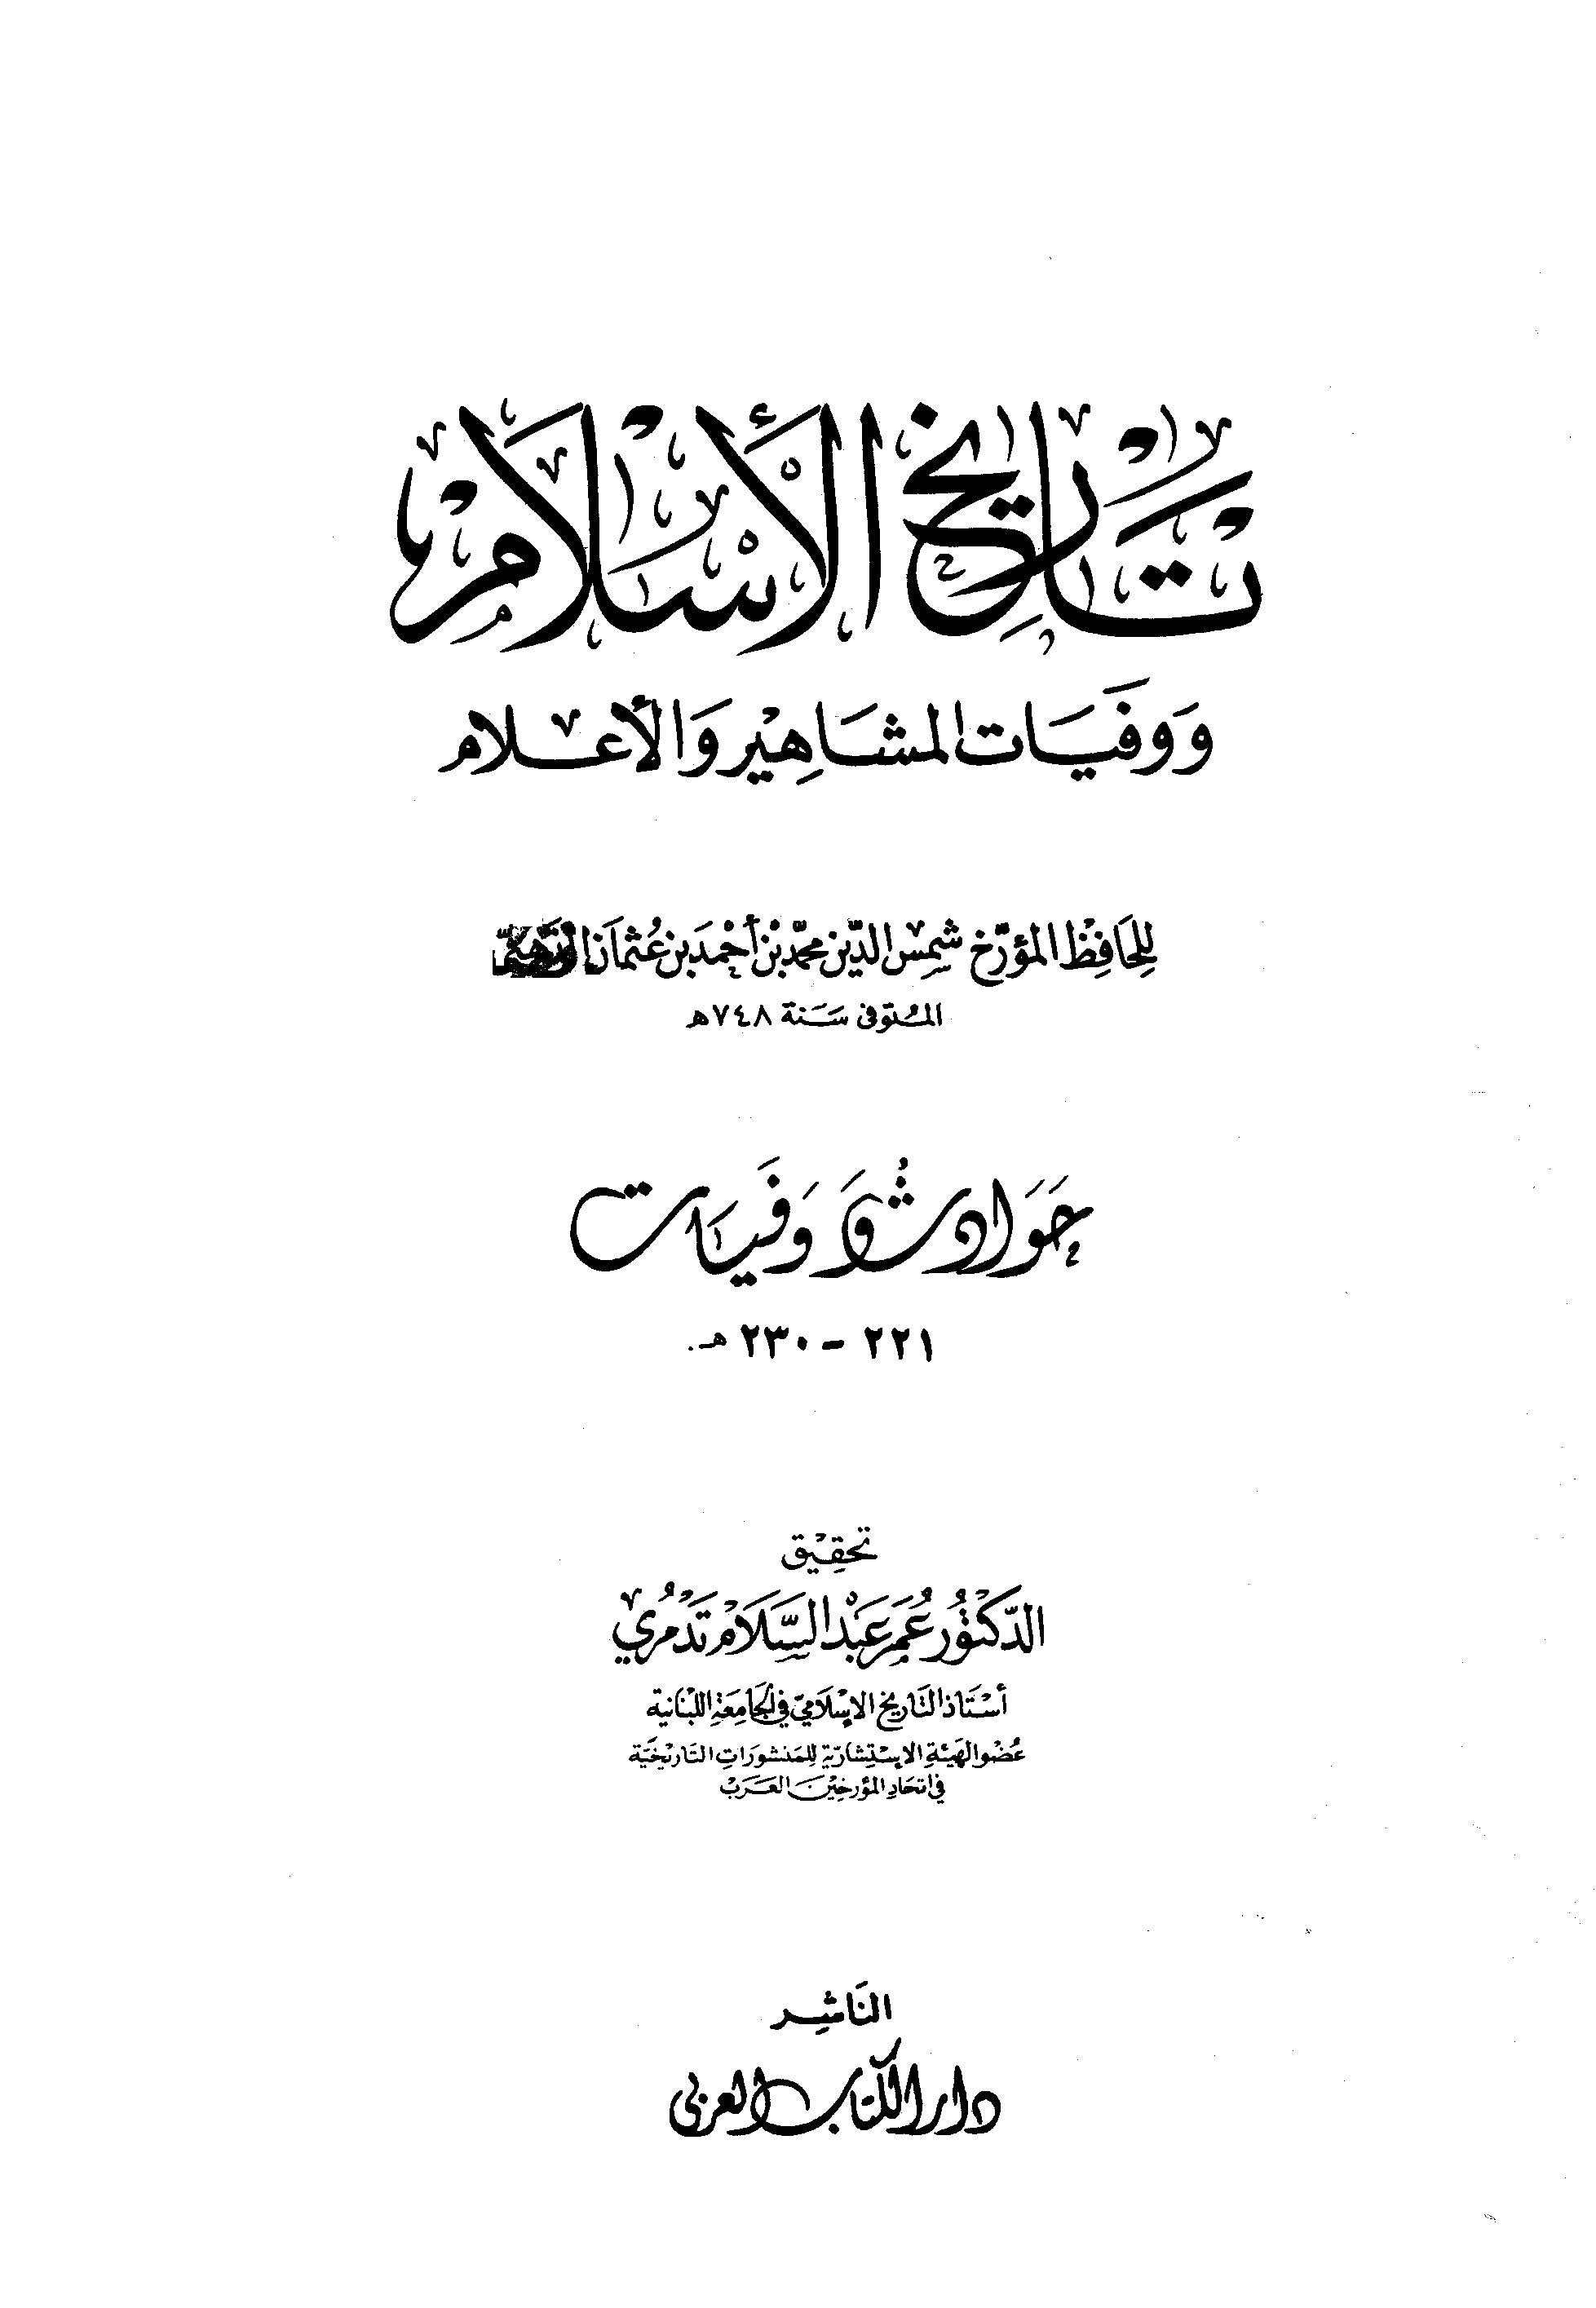 تاريخ الإسلام
ووفيات المشاهير والأعلام
للحافظ المؤرخ شمس الدين محمد بن أحمد بن عثمان
المتوفى سنة ٧٤٨ هـ
حوادث ووفيات
٢٢١ - ٢٣٠ هـ.
تحقيق
الدكتور عمر عبد السلام تدمري
أستاذ التاريخ الإسلامي في الجامعة اللبنانية
عضو الهيئة الاستشارية للمنشورات التاريخية
في اتحاد المؤرخين العرب
الناشر
دار الكتاب العربي